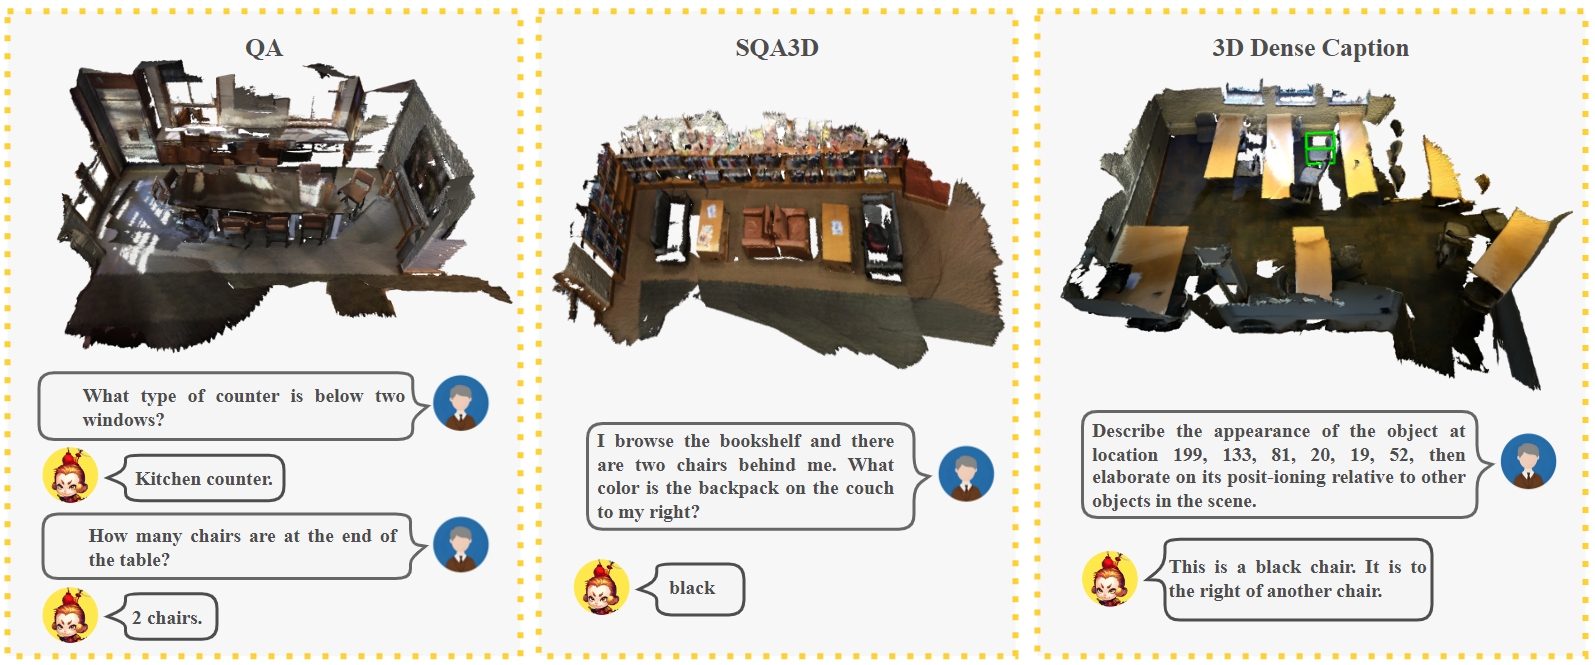 QA
What type of counter is below two
windows?
Kitchen counter.
How many chairs are at the end of
the table?
2 chairs.
SQA3D
I browse the bookshelf and there
are two chairs behind me. What
color is the backpack on the couch
to my right?
black
3D Dense Caption
Describe the appearance of the object at
location 199, 133, 81, 20, 19, 52, then
elaborate on its posit-ioning relative to other
objects in the scene.
This is a black chair. It is to
the right of another chair.